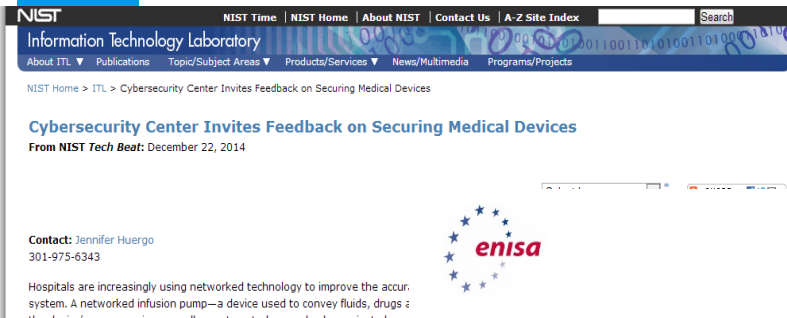 NIST
NIST Time | NIST Home | About NIST | Contact Us | A-Z Site Index Search
Information Technology Laboratory
About ITL ▼ Publications Topic/Subject Areas ▼ Products/Services ▼ News/Multimedia Programs/Projects
NIST Home > ITL > Cybersecurity Center Invites Feedback on Securing Medical Devices
Cybersecurity Center Invites Feedback on Securing Medical Devices
From NIST Tech Beat: December 22, 2014
enisa
Contact: Jennifer Huergo
301-975-6343
Hospitals are increasingly using networked technology to improve the
system. A networked infusion pump—a device used to convey fluids, drugs